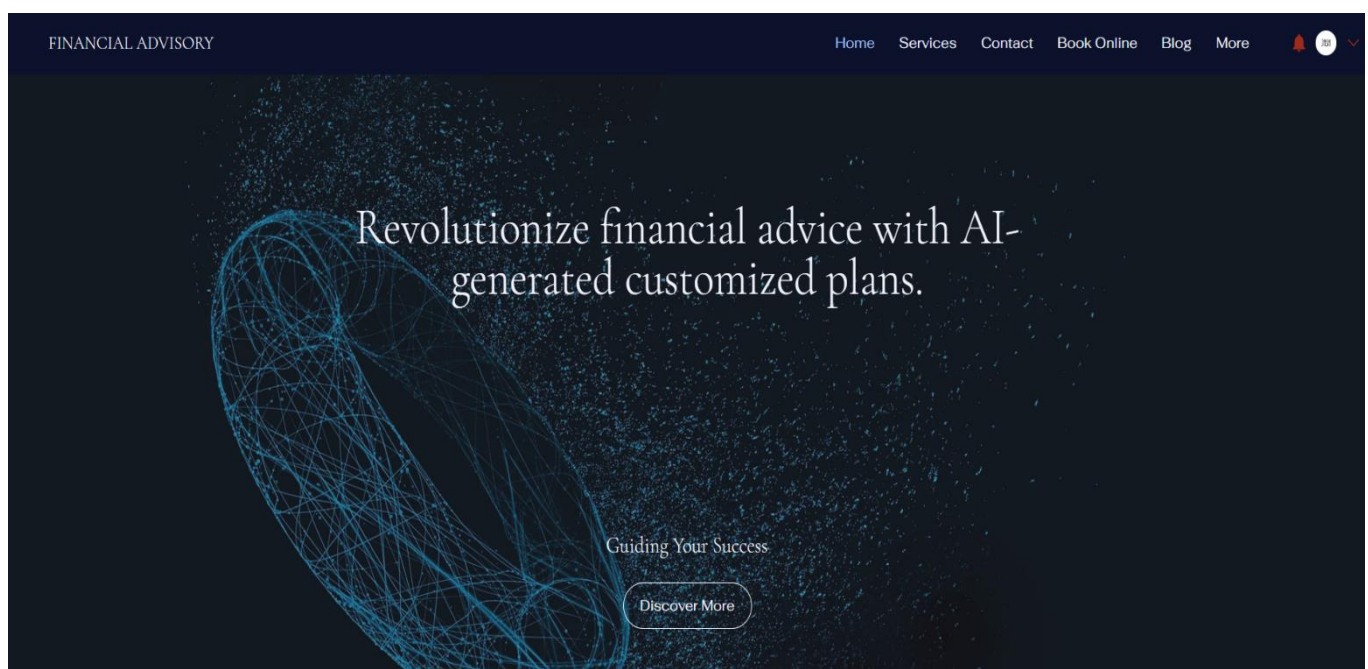 FINANCIAL ADVISORY
Home Services Contact Book Online Blog More
Revolutionize financial advice with AI-
generated customized plans.
Guiding Your Success
Discover More